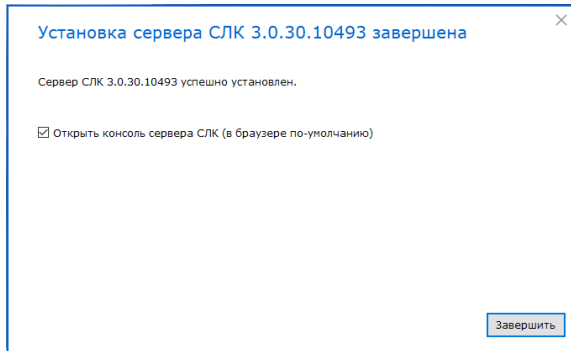 Установка сервера СЛК 3.0.30.10493 завершена
Сервер СЛК 3.0.30.10493 успешно установлен.
Открыть консоль сервера СЛК (в браузере по-умолчанию)
Завершить